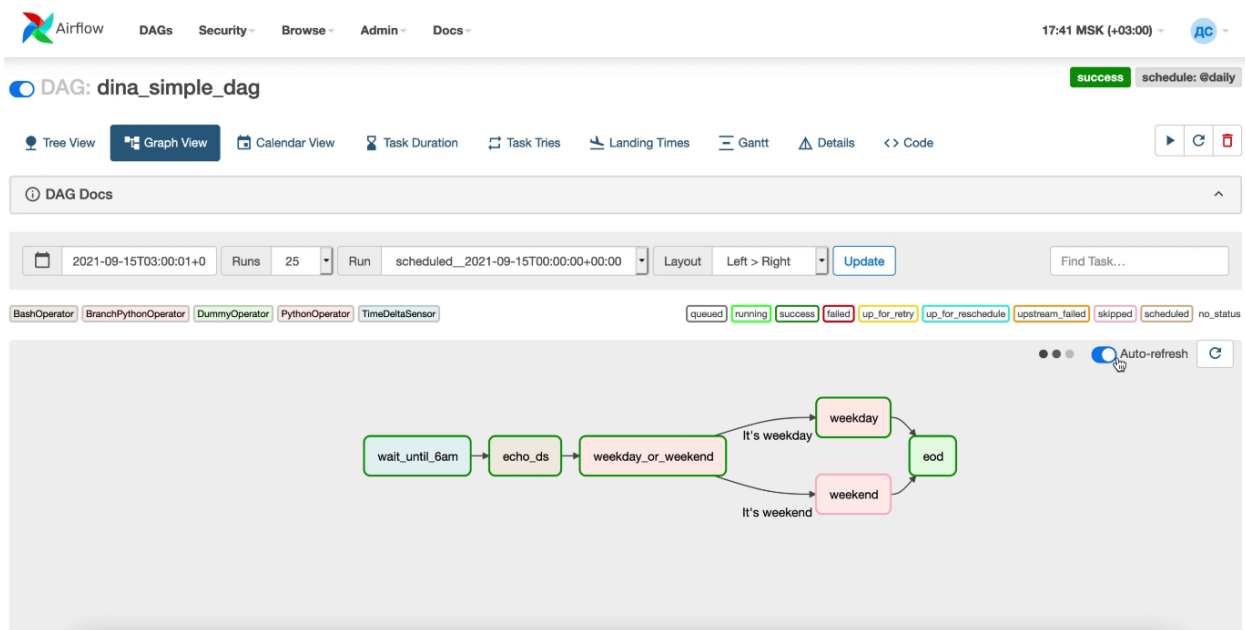 Airflow DAGs Security Browse Admin Docs 17:41 MSK (+03:00) ДС
success schedule: @daily
DAG: dina_simple_dag
Tree View Graph View Calendar View Task Duration Task Tries Landing Times Gantt Details <> Code
DAG Docs
2021-09-15T03:00:01+0 Runs 25 Run scheduled__2021-09-15T00:00:00+00:00 Layout Left > Right Update Find Task...
BashOperator BranchPythonOperator DummyOperator PythonOperator TimeDeltaSensor queued running success failed up_for_retry up_for_reschedule upstream_failed skipped scheduled no_status
Auto-refresh
weekday
It's weekday
wait_until_6am echo_ds weekday_or_weekend eod
weekend
It's weekend